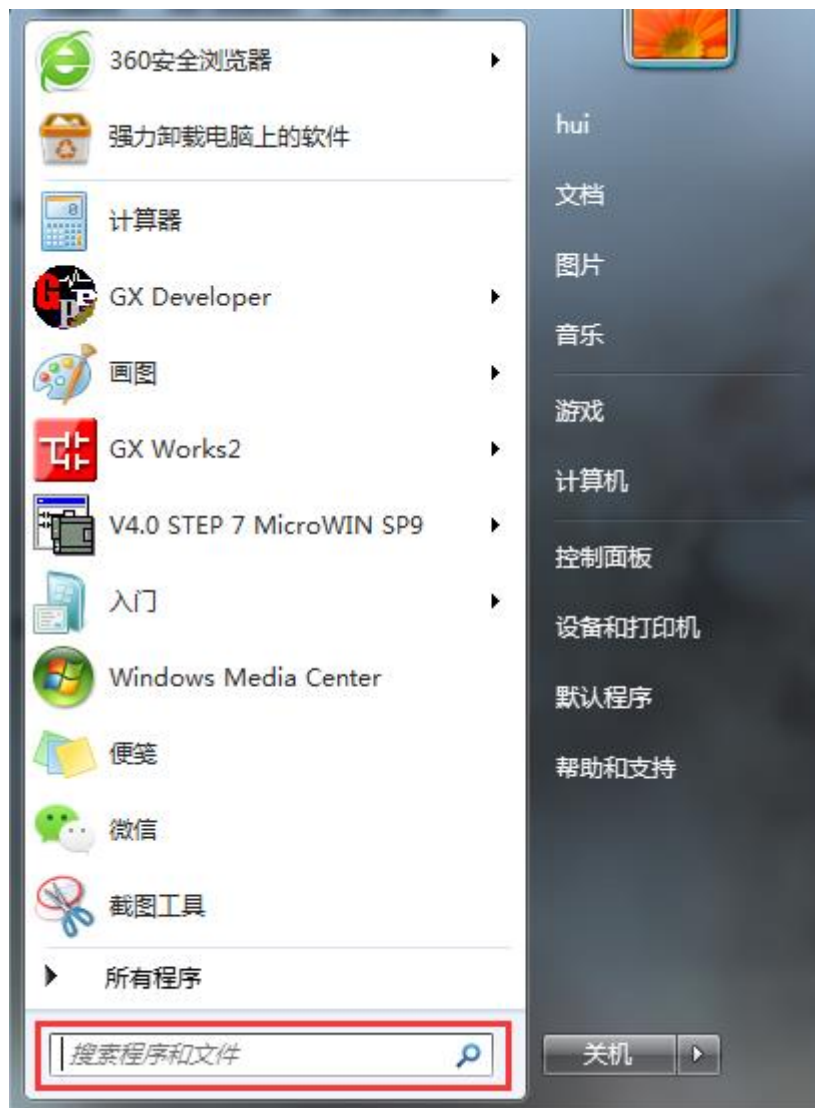 360安全浏览器
强力卸载电脑上的软件
计算器
GX Developer
画图
GX Works2
V4.0 STEP 7 MicroWIN SP9
入门
Windows Media Center
便笺
微信
截图工具
所有程序
搜索程序和文件
hui
文档
图片
音乐
游戏
计算机
控制面板
设备和打印机
默认程序
帮助和支持
关机